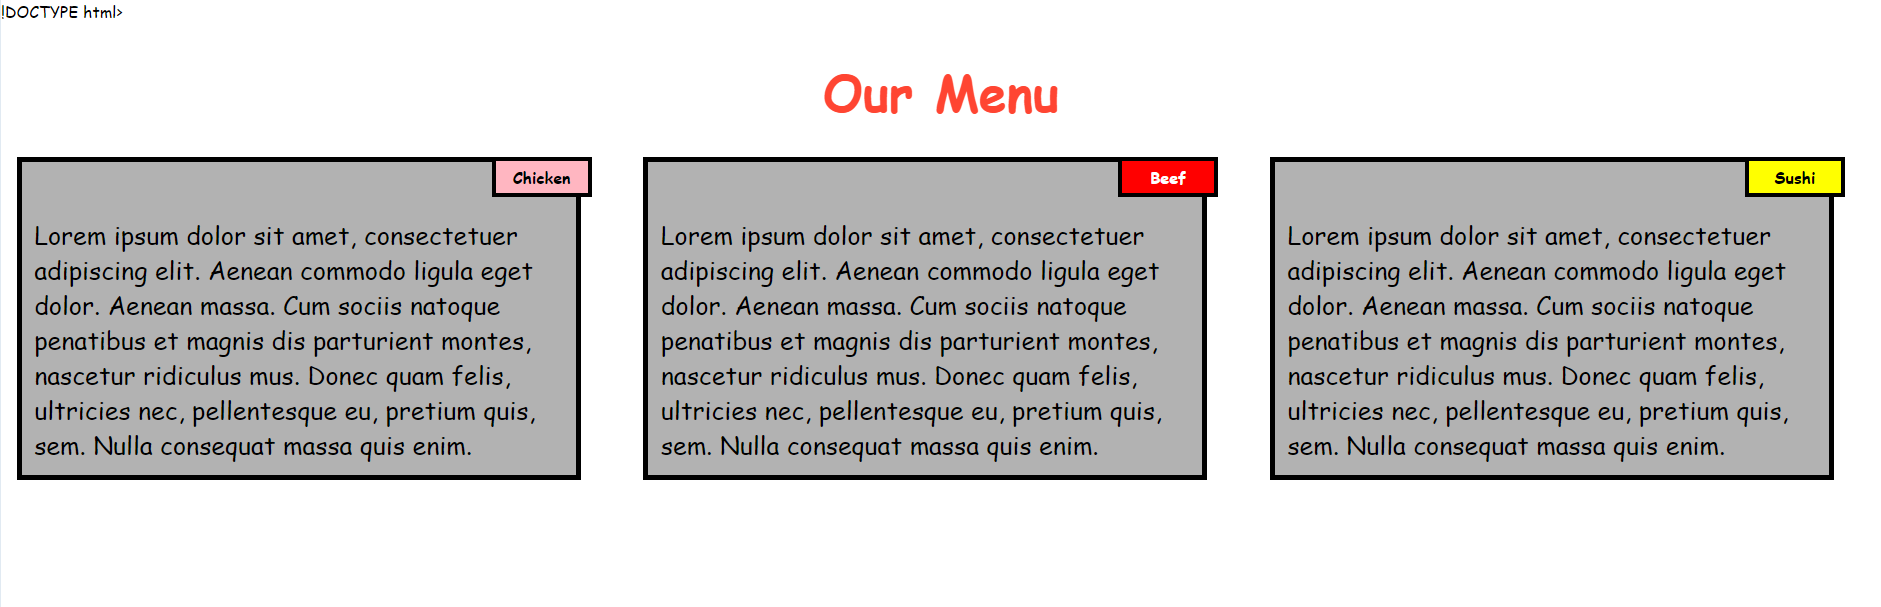 !DOCTYPE html>
Our Menu
Chicken
Lorem ipsum dolor sit amet, consectetuer
adipiscing elit. Aenean commodo ligula eget
dolor. Aenean massa. Cum sociis natoque
penatibus et magnis dis parturient montes,
nascetur ridiculus mus. Donec quam felis,
ultricies nec, pellentesque eu, pretium quis,
sem. Nulla consequat massa quis enim.
Beef
Lorem ipsum dolor sit amet, consectetuer
adipiscing elit. Aenean commodo ligula eget
dolor. Aenean massa. Cum sociis natoque
penatibus et magnis dis parturient montes,
nascetur ridiculus mus. Donec quam felis,
ultricies nec, pellentesque eu, pretium quis,
sem. Nulla consequat massa quis enim.
Sushi
Lorem ipsum dolor sit amet, consectetuer
adipiscing elit. Aenean commodo ligula eget
dolor. Aenean massa. Cum sociis natoque
penatibus et magnis dis parturient montes,
nascetur ridiculus mus. Donec quam felis,
ultricies nec, pellentesque eu, pretium quis,
sem. Nulla consequat massa quis enim.